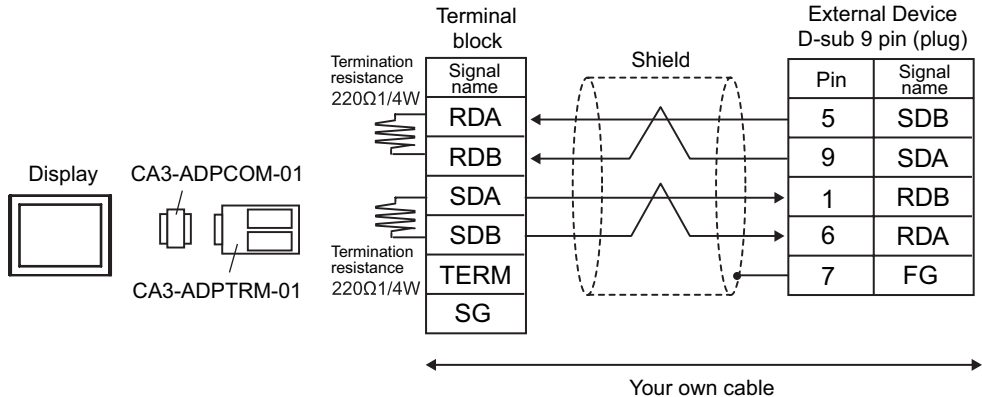 Display
CA3-ADPCOM-01
CA3-ADPTRM-01
Termination
resistance
220Ω1/4W
Termination
resistance
220Ω1/4W
Terminal
block
Signal
name
RDA
RDB
SDA
SDB
TERM
SG
Shield
External Device
D-sub 9 pin (plug)
Pin Signal
name
5 SDB
9 SDA
1 RDB
6 RDA
7 FG
Your own cable